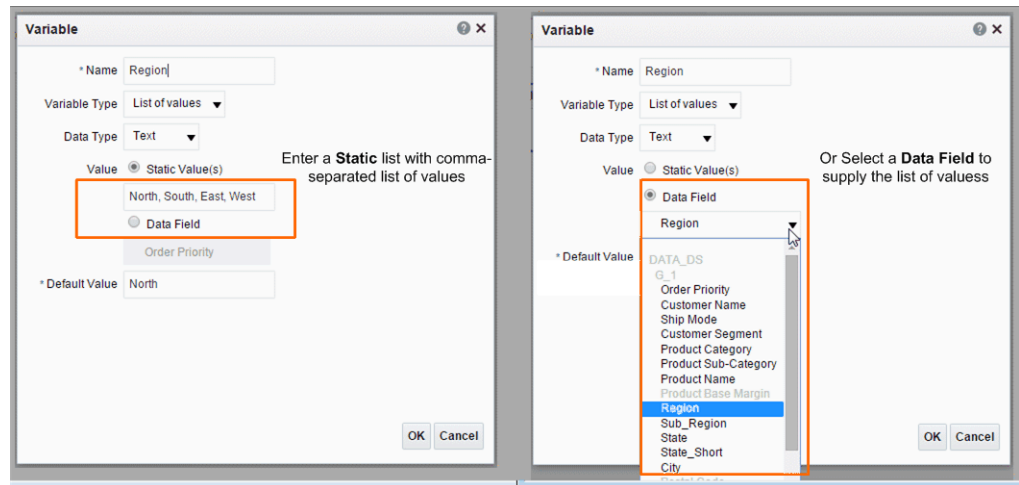 Variable
* Name Region
Variable Type List of values
Data Type Text
Value Static Value(s)
North, South, East, West
Data Field
Order Priority
* Default Value North
Enter a Static list with comma-
separated list of values
OK Cancel
Variable
* Name Region
Variable Type List of values
Data Type Text
Value Static Value(s)
Data Field
Region
* Default Value
DATA_DS
G_1
Order Priority
Customer Name
Ship Mode
Customer Segment
Product Category
Product Sub-Category
Product Name
Product Base Margin
Region
Sub_Region
State
State_Short
City
Postal Code
Or Select a Data Field to
supply the list of valuess
OK Cancel